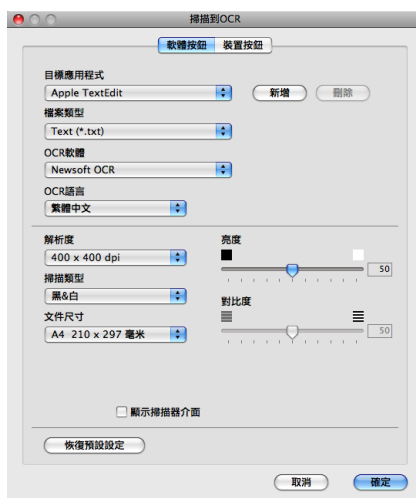 掃描到OCR
軟體按鈕 裝置按鈕
目標應用程式
Apple TextEdit 新增 刪除
檔案類型
Text (*.txt)
OCR軟體
Newsoft OCR
OCR語言
繁體中文
解析度 亮度
400 x 400 dpi 50
掃描類型
黑&白 對比度
文件尺寸
A4 210 x 297 毫米 50
顯示掃描器介面
恢復預設設定
取消 確定